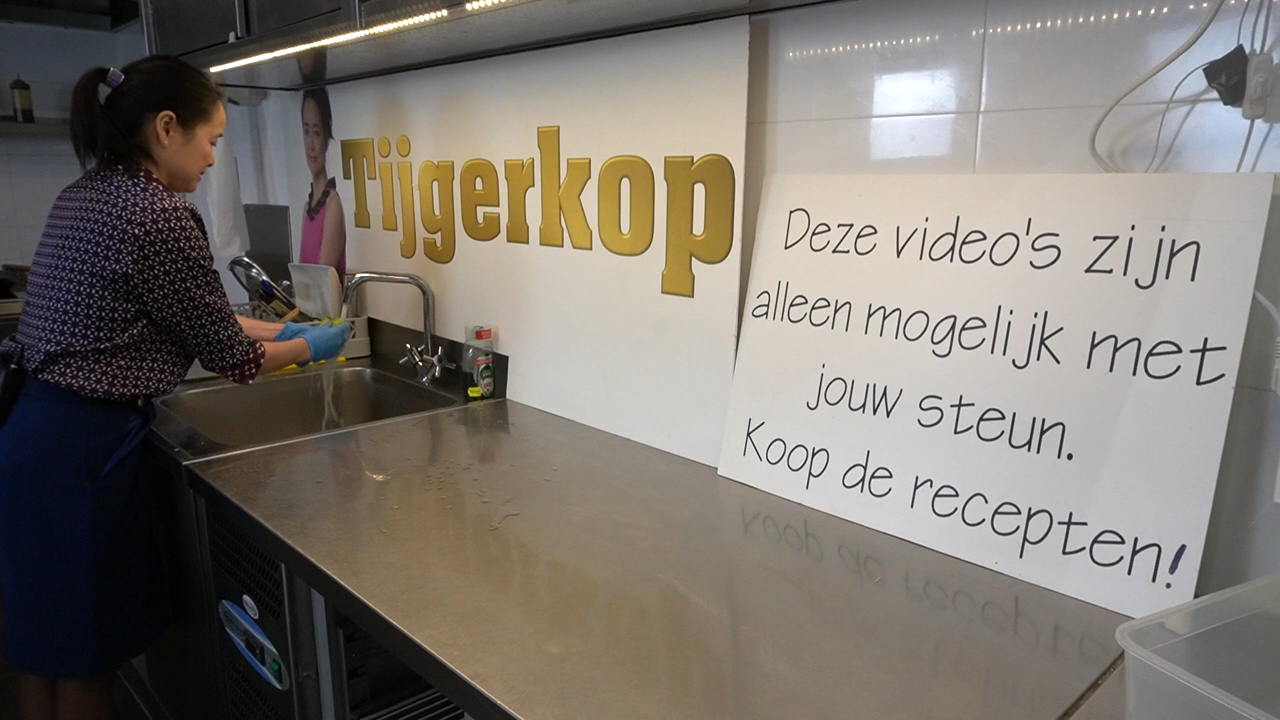 Tijgerkop
Deze video's zijn
alleen mogelijk met
jouw steun.
Koop de recepten!